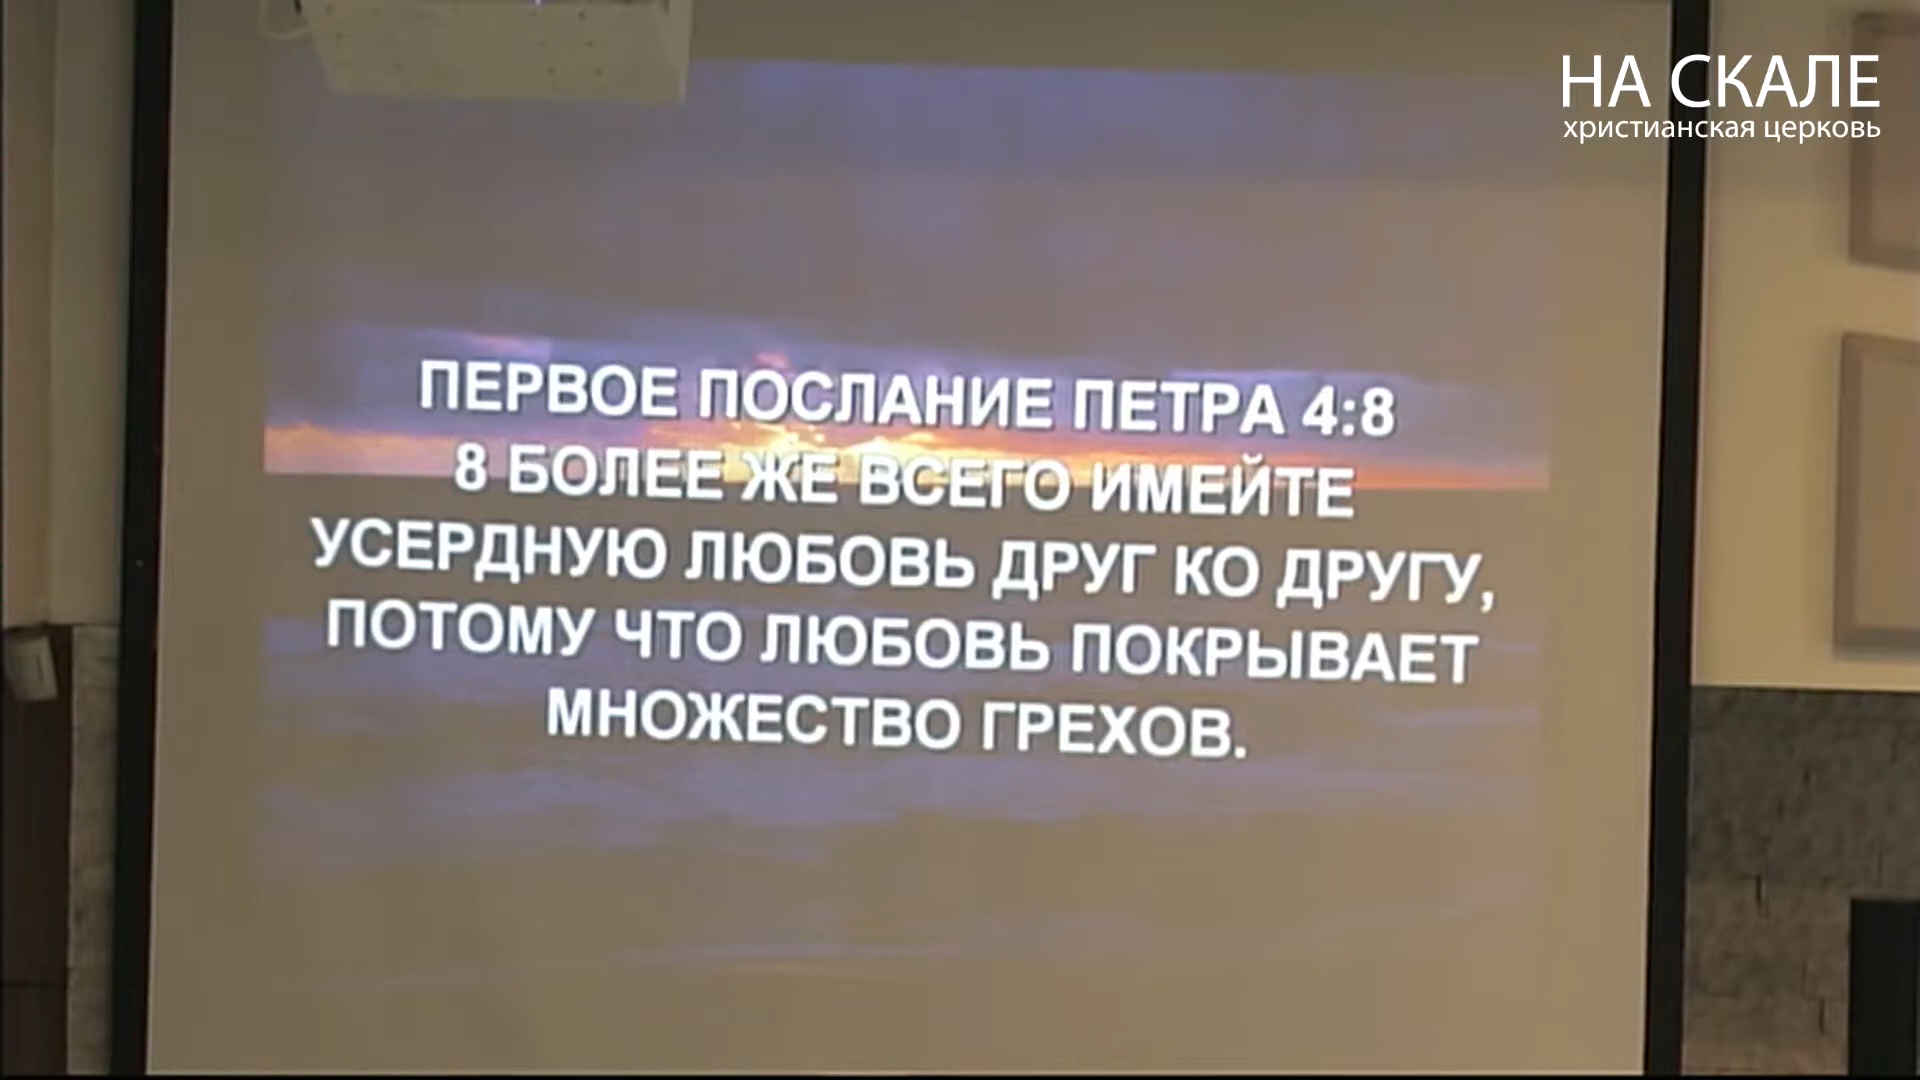 НА СКАЛЕ
христианская церковь
ПЕРВОЕ ПОСЛАНИЕ ПЕТРА 4:8
8 БОЛЕЕ ЖЕ ВСЕГО ИМЕЙТЕ
УСЕРДНУЮ ЛЮБОВЬ ДРУГ КО ДРУГУ,
ПОТОМУ ЧТО ЛЮБОВЬ ПОКРЫВАЕТ
МНОЖЕСТВО ГРЕХОВ.